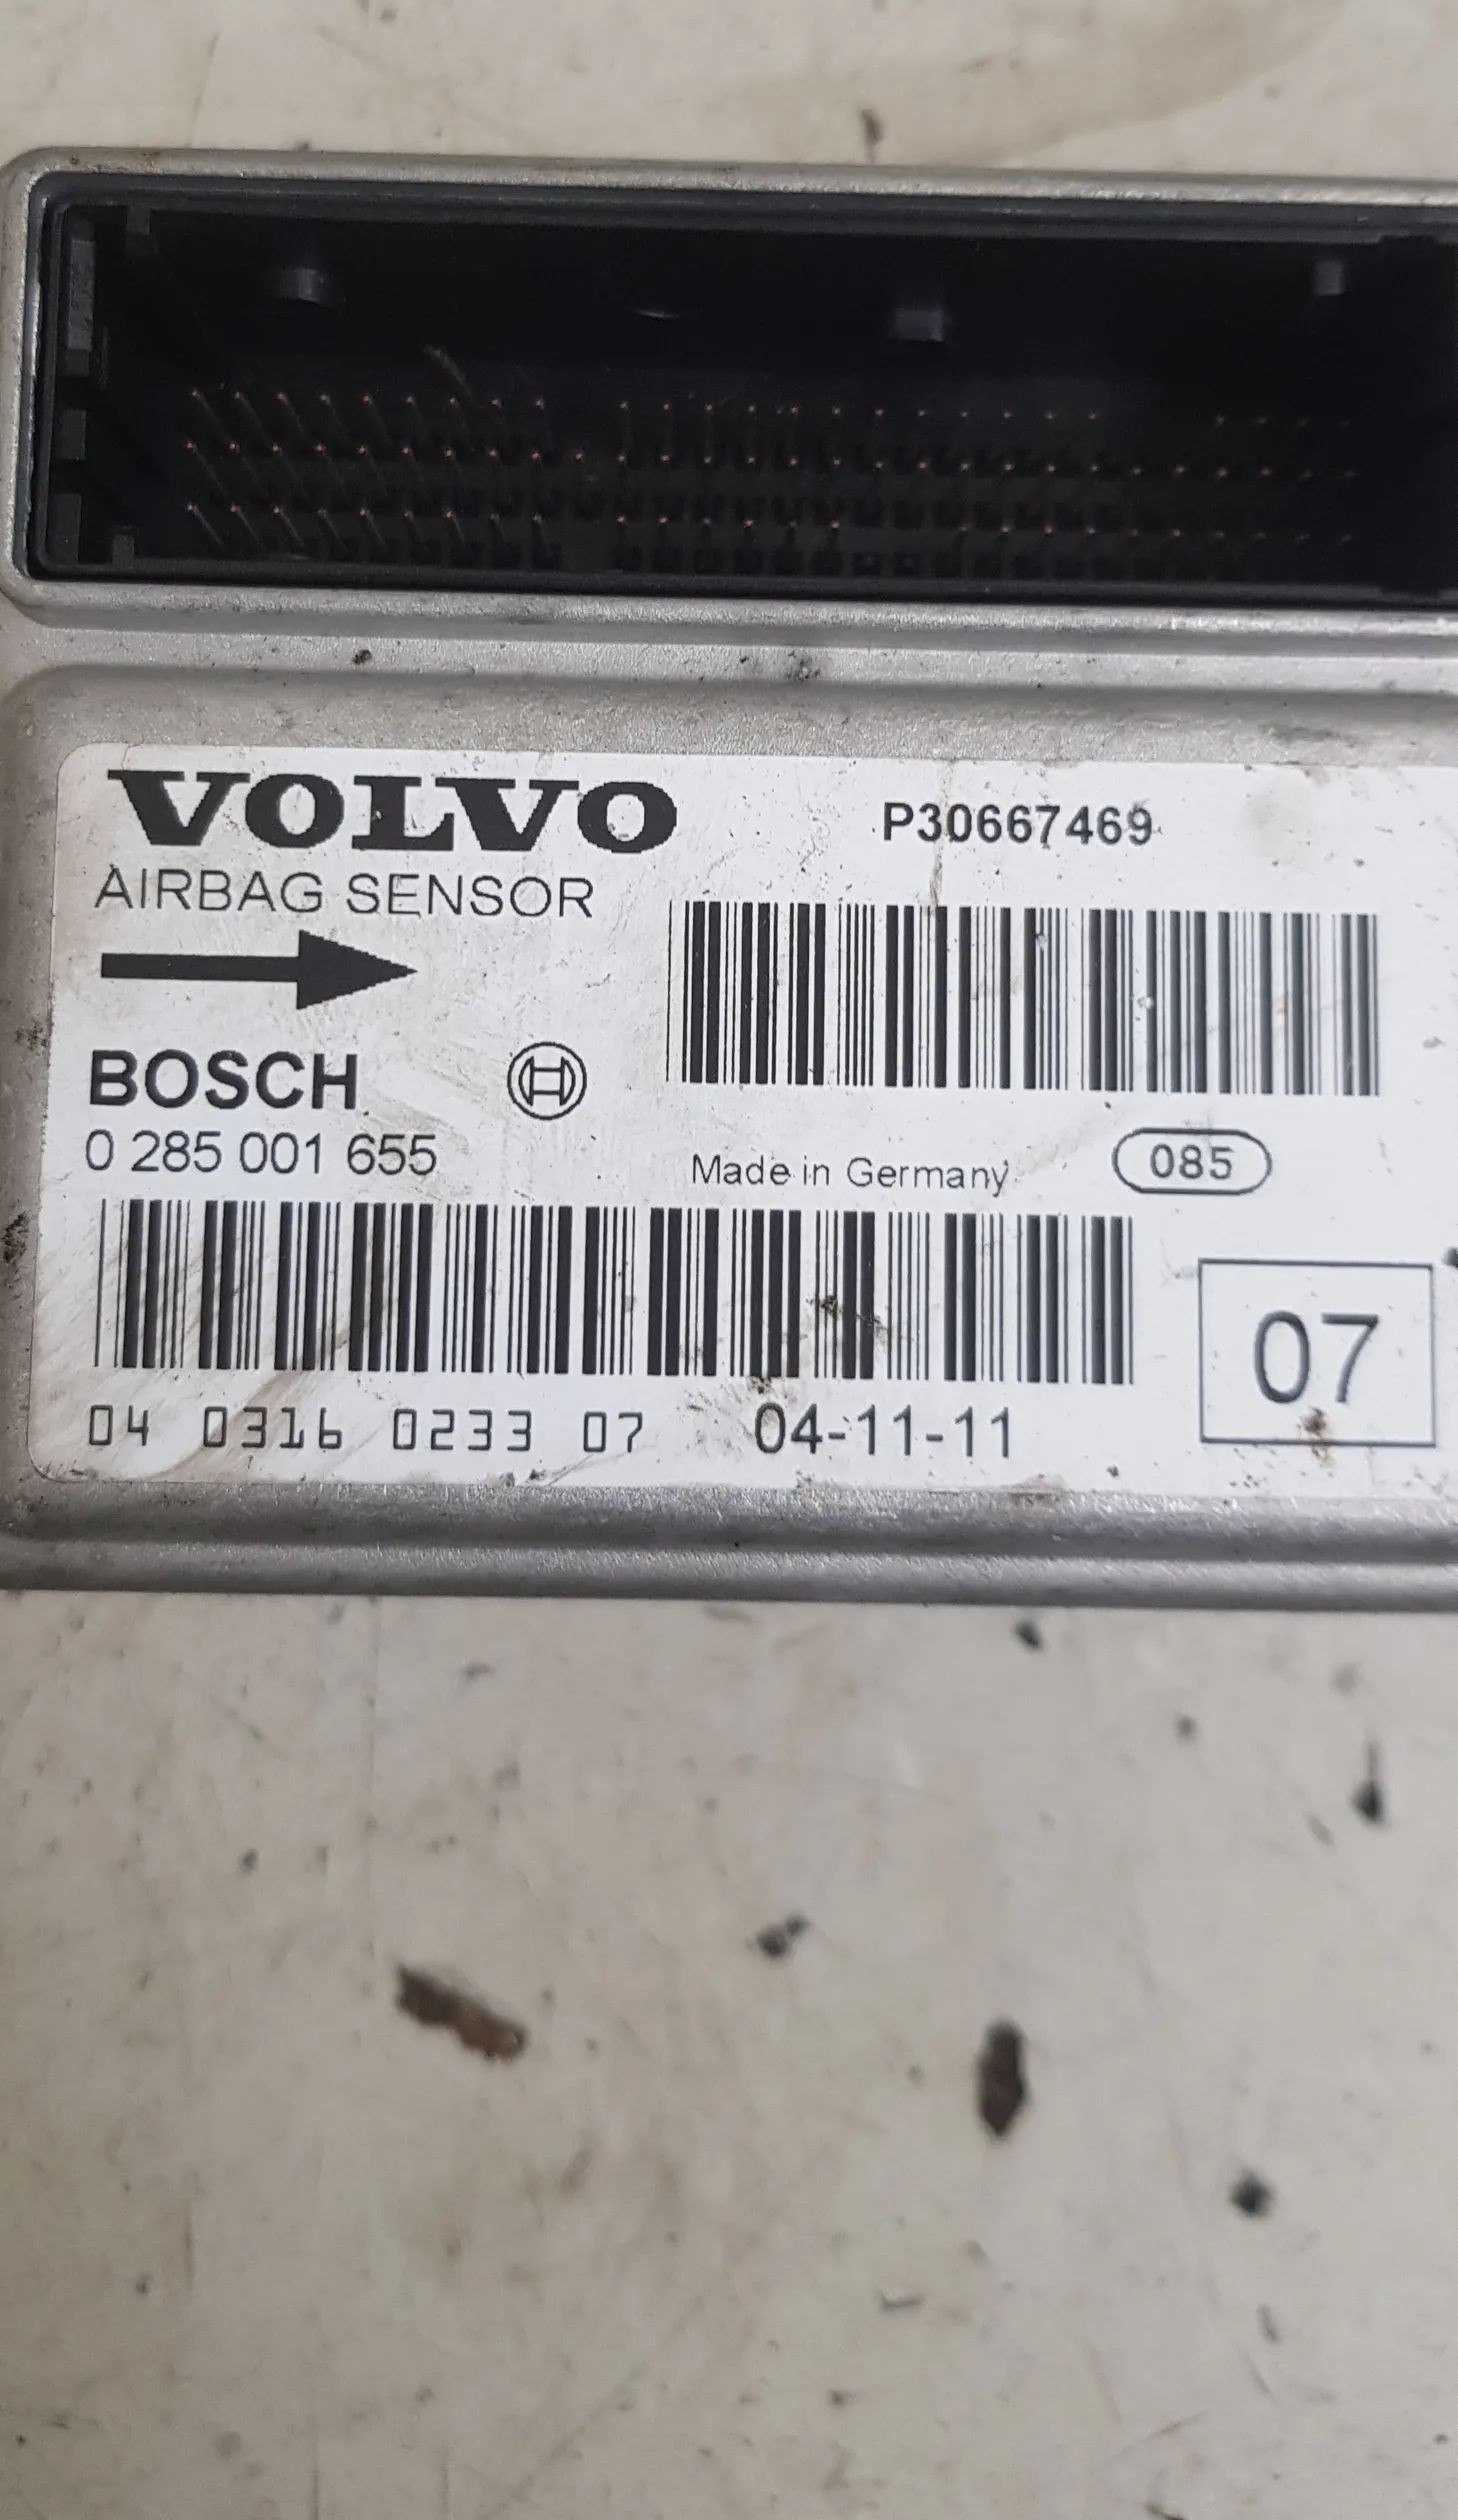 VOLVO P30667469
AIRBAG SENSOR
BOSCH
0 285 001 655 Made in Germany 085
07
04 0316 0233 07 04-11-11